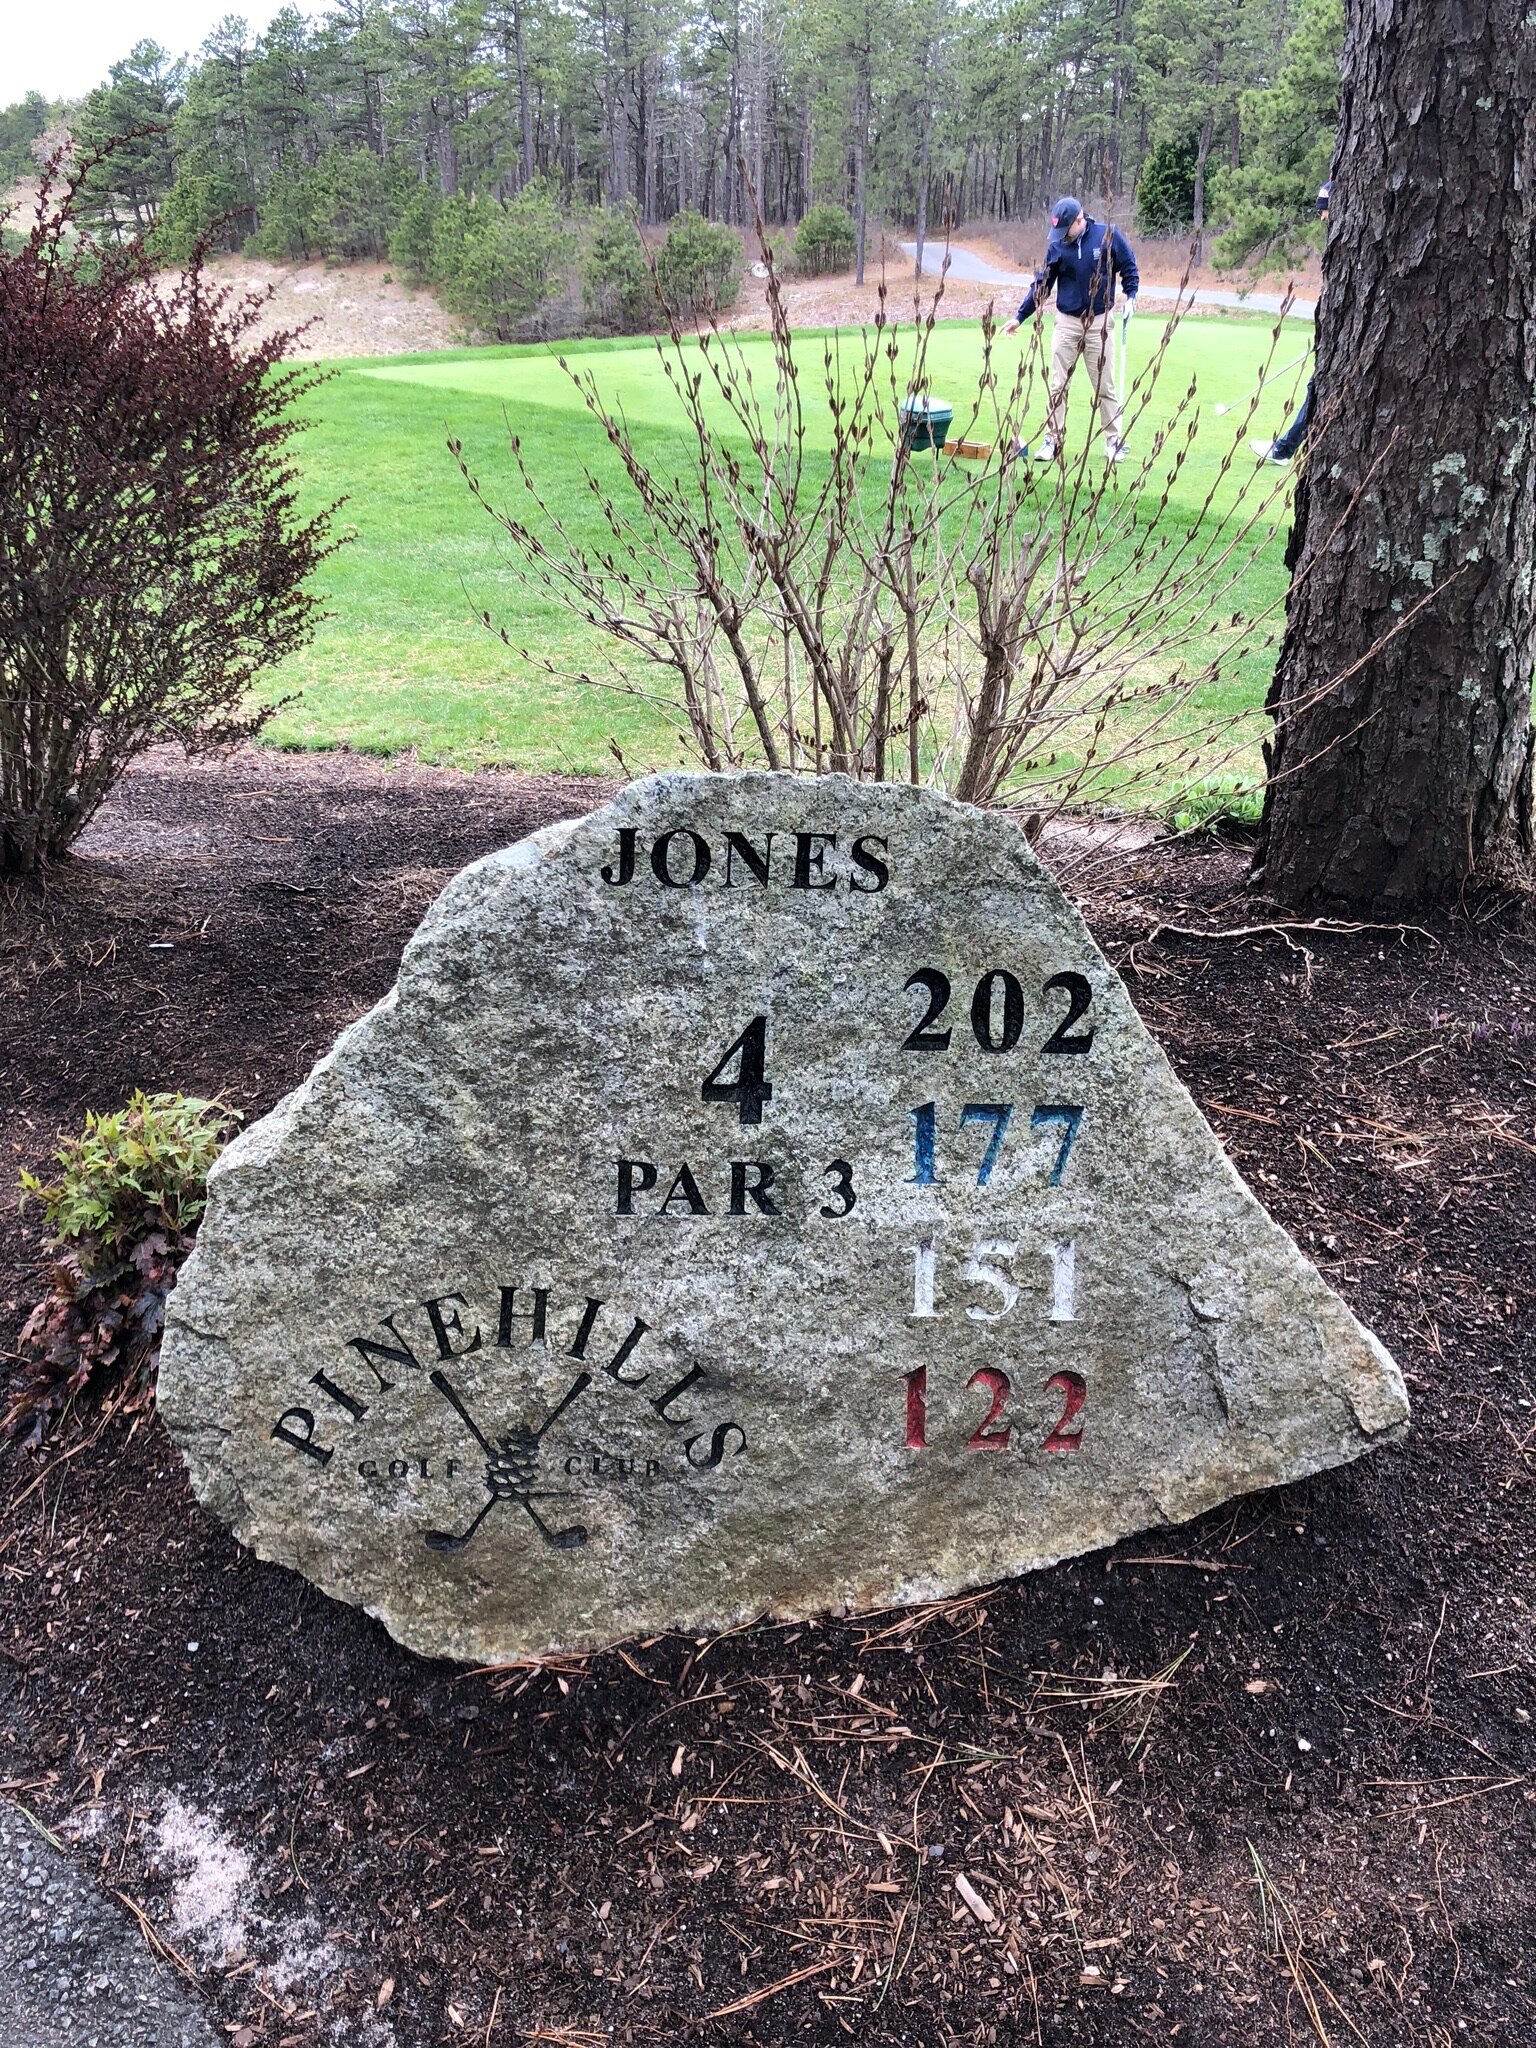 JONES
4
PAR 3
202
177
151
122
PINEHILLS
GOLF CLUB